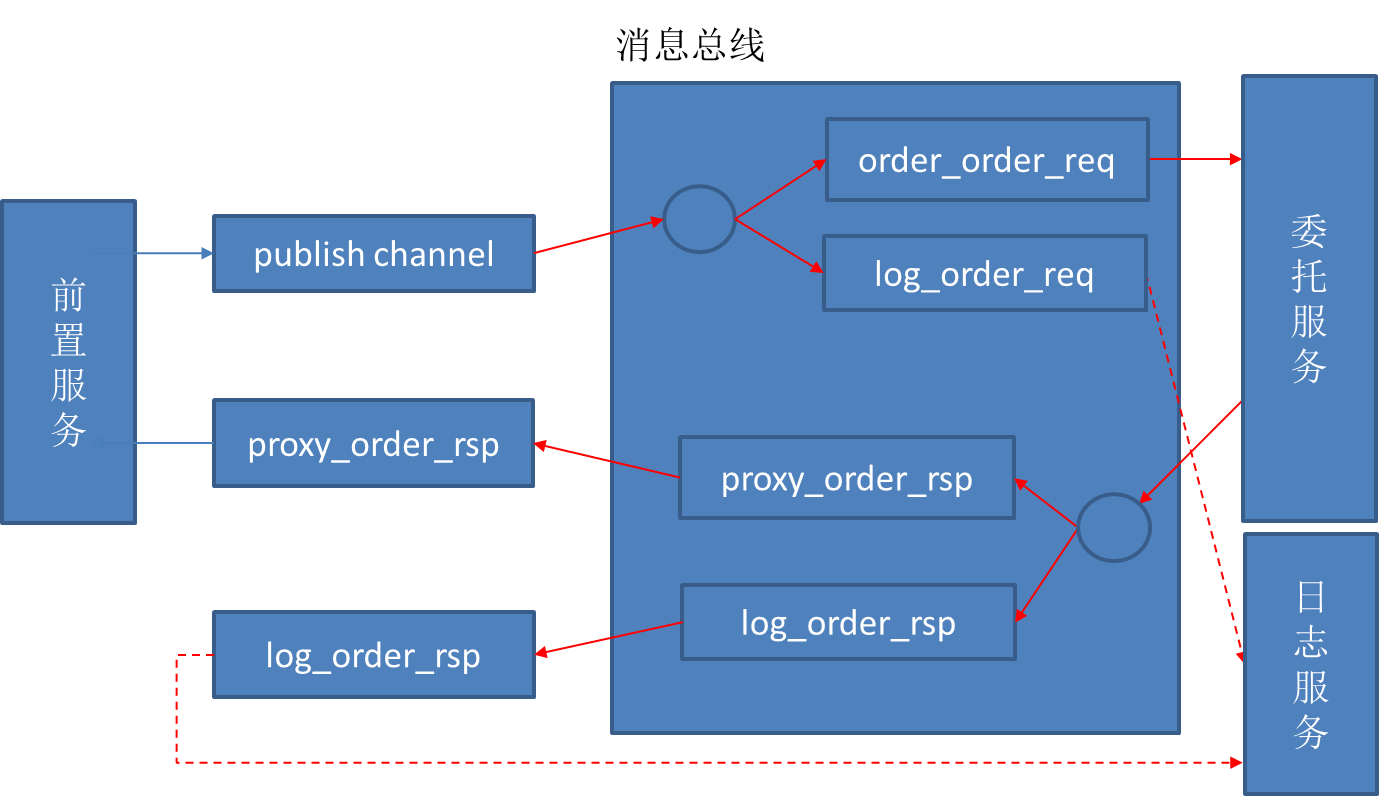 消息总线
order_order_req
publish channel
log_order_req
前置服务
委托服务
proxy_order_rsp
proxy_order_rsp
log_order_rsp
log_order_rsp
日志服务